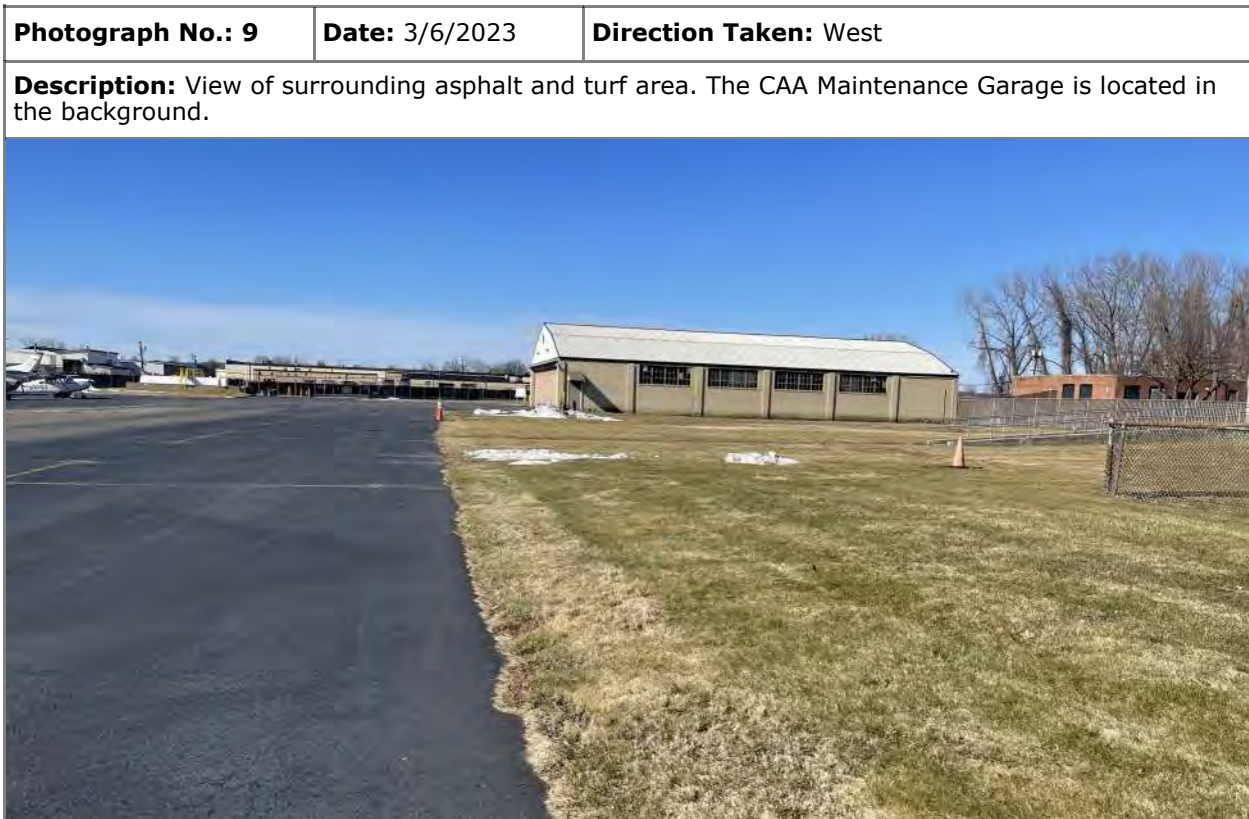 Photograph No.: 9 Date: 3/6/2023 Direction Taken: West
Description: View of surrounding asphalt and turf area. The CAA Maintenance Garage is located in
the background.